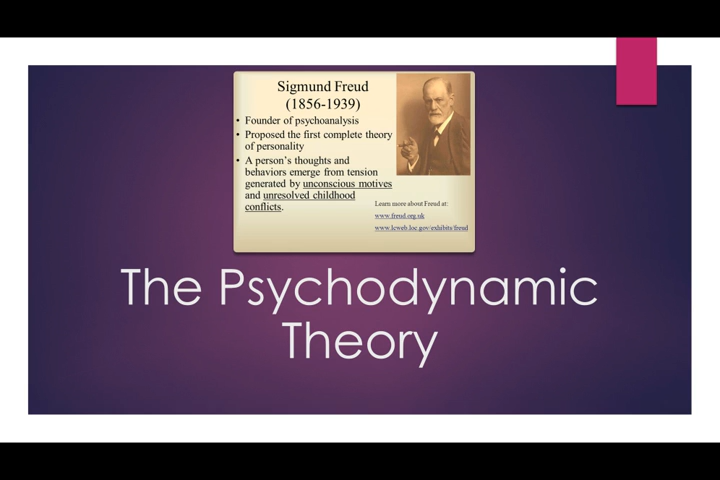 Sigmund Freud
(1856-1939)
• Founder of psychoanalysis
• Proposed the first complete theory
of personality
• A person's thoughts and
behaviors emerge from tension
generated by unconscious motives
and unresolved childhood
conflicts.
Learn more about Freud at:
www.freud.org.uk
www.lcweb.loc.gov/exhibits/freud
The Psychodynamic
Theory